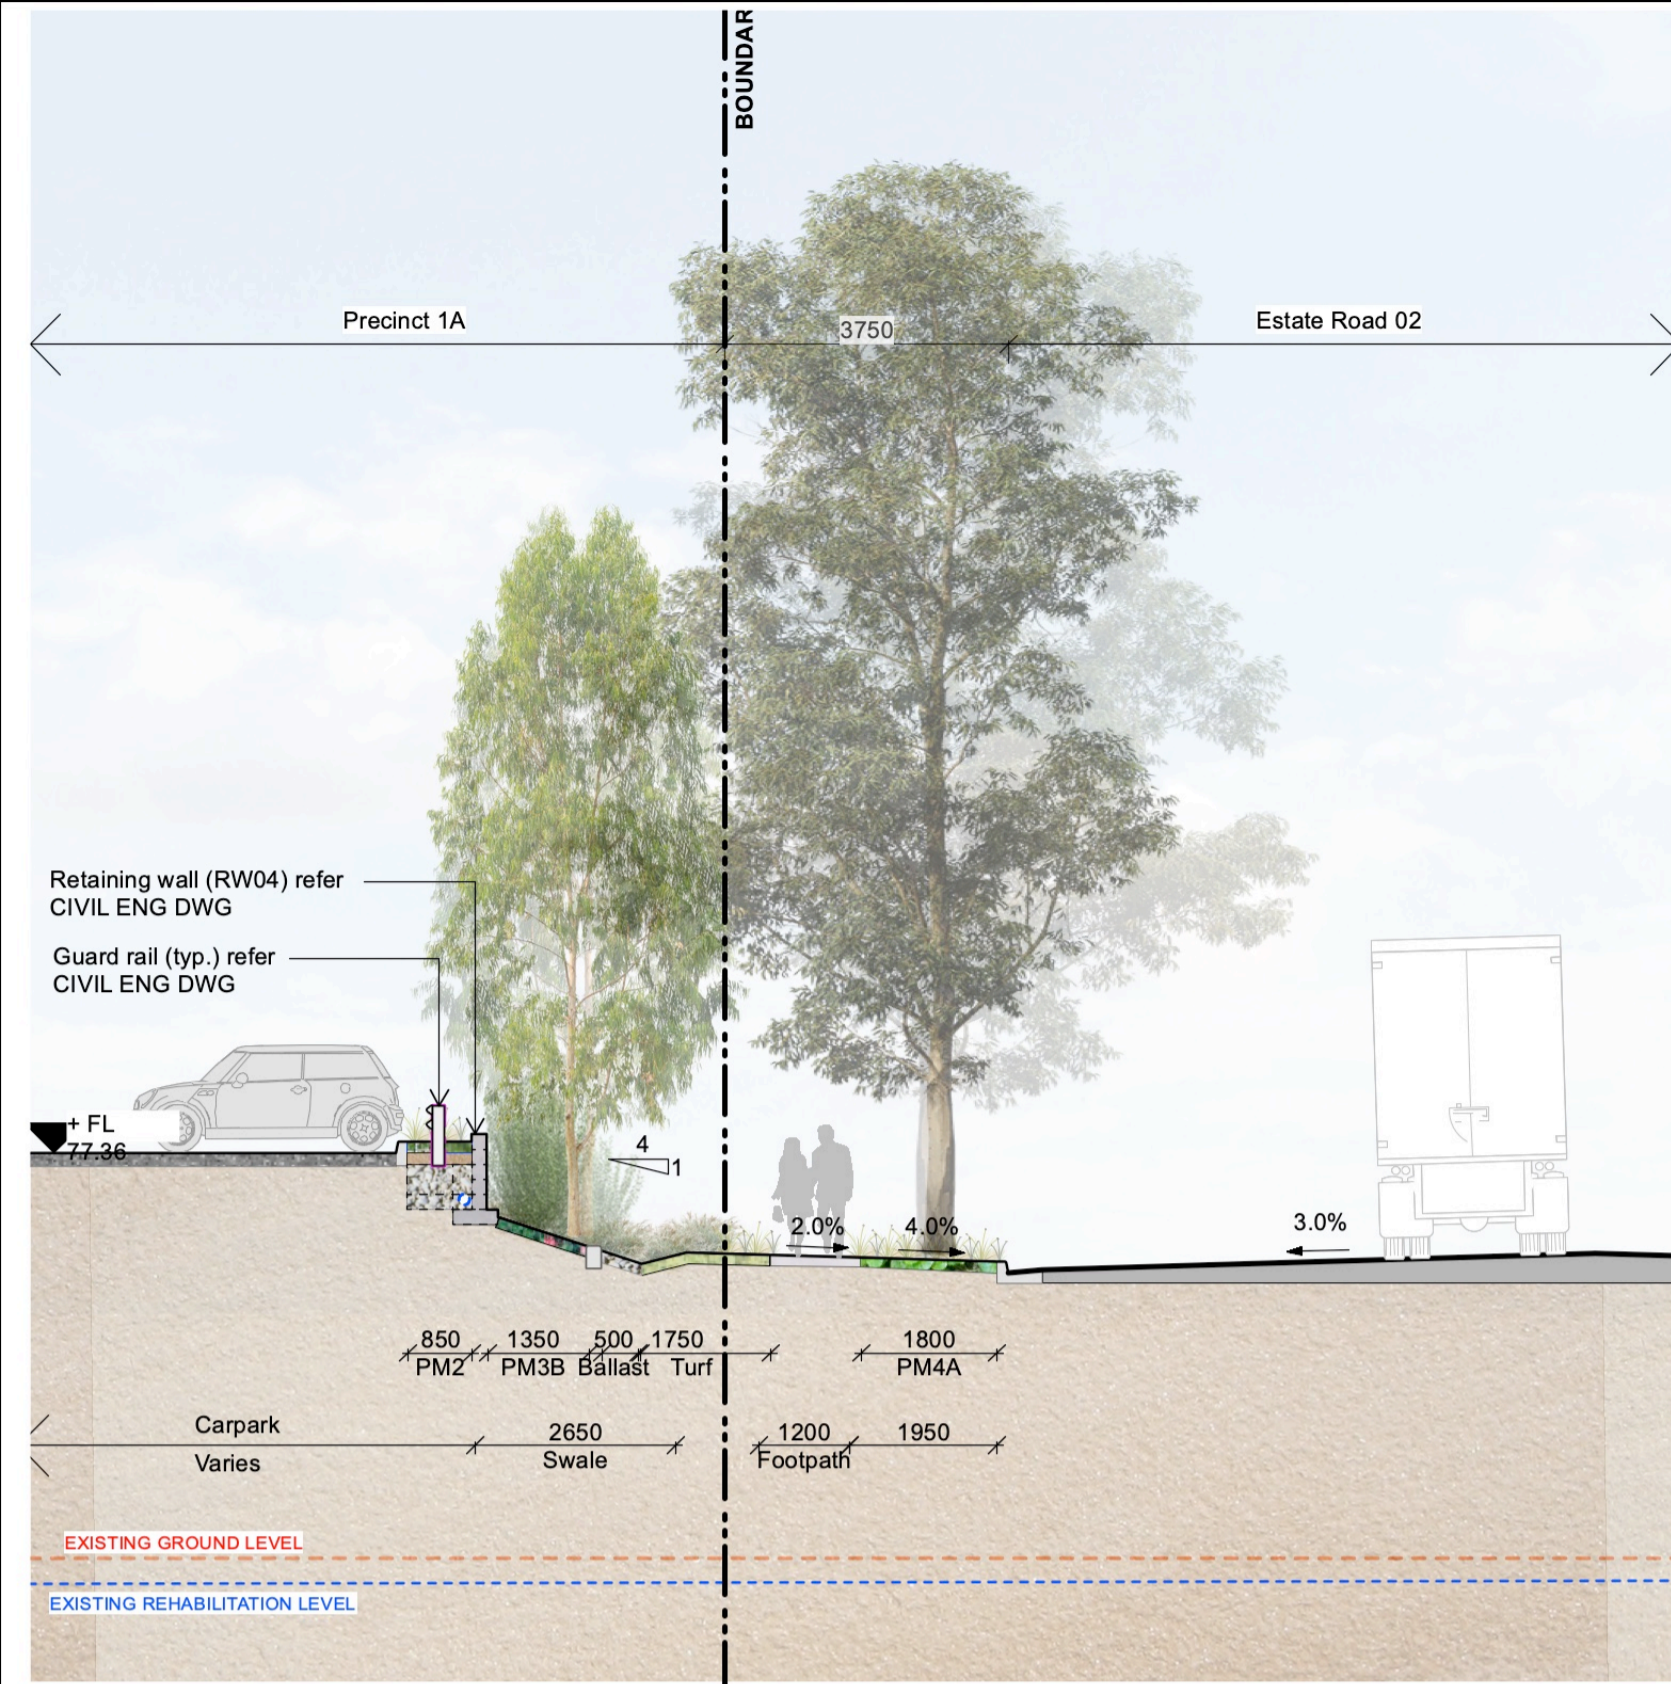 BOUNDAR
Precinct 1A
3750
Estate Road 02
Retaining wall (RW04) refer
CIVIL ENG DWG
Guard rail (typ.) refer
CIVIL ENG DWG
+ FL
77.36
4
1
2.0%
4.0%
3.0%
850
1350
500
1750
1800
PM2
PM3B
Ballast
Turf
PM4A
Carpark
Varies
2650
Swale
1200
Footpath
1950
EXISTING GROUND LEVEL
EXISTING REHABILITATION LEVEL